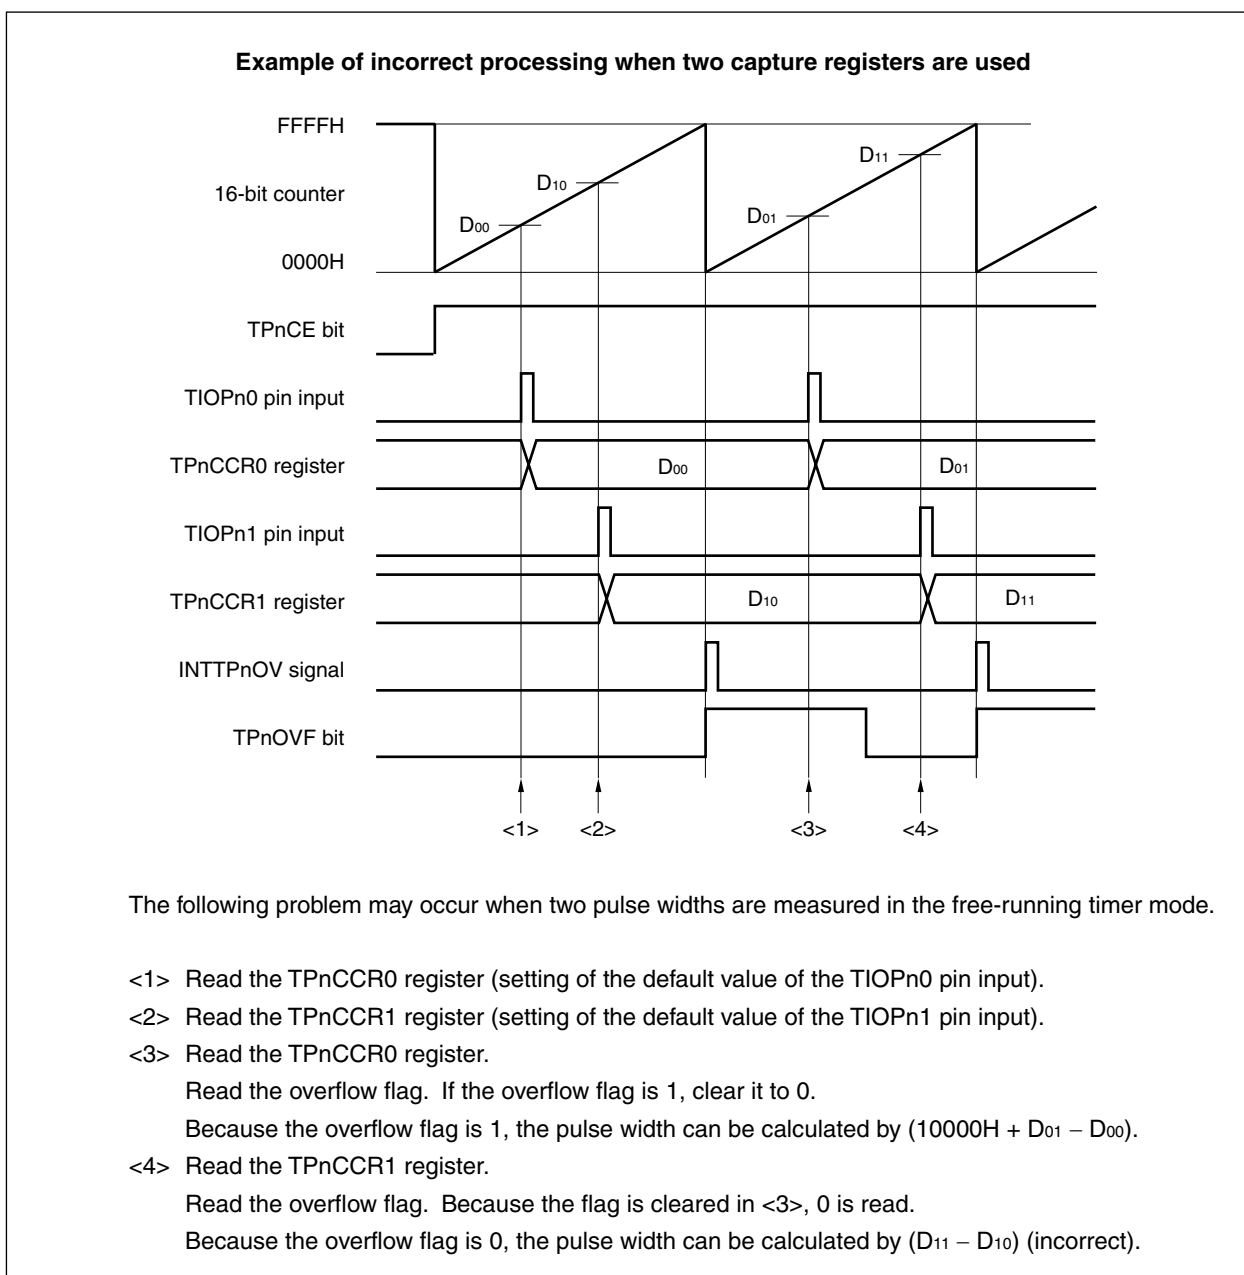 Example of incorrect processing when two capture registers are used
FFFFH
16-bit counter
0000H
D00
D10
D01
D11
TPnCE bit
TIOPn0 pin input
TPnCCR0 register
D00
D01
TIOPn1 pin input
TPnCCR1 register
D10
D11
INTTPnOV signal
TPnOVF bit
<1> <2> <3> <4>
The following problem may occur when two pulse widths are measured in the free-running timer mode.
<1> Read the TPnCCR0 register (setting of the default value of the TIOPn0 pin input).
<2> Read the TPnCCR1 register (setting of the default value of the TIOPn1 pin input).
<3> Read the TPnCCR0 register.
Read the overflow flag. If the overflow flag is 1, clear it to 0.
Because the overflow flag is 1, the pulse width can be calculated by (10000H + D01 − D00).
<4> Read the TPnCCR1 register.
Read the overflow flag. Because the flag is cleared in <3>, 0 is read.
Because the overflow flag is 0, the pulse width can be calculated by (D11 − D10) (incorrect).